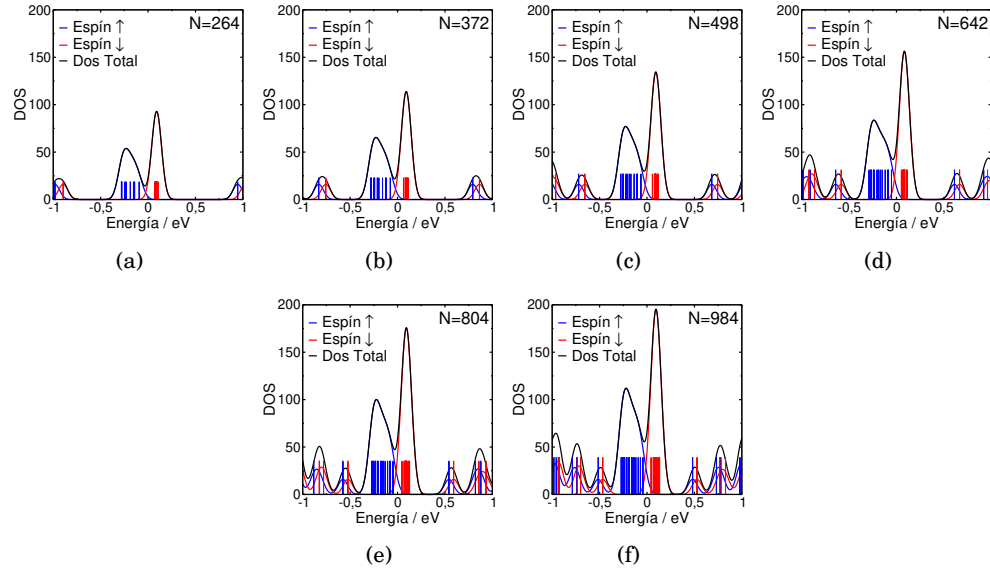 N=264
Espín ↑
Espín ↓
Dos Total
DOS
200
150
100
50
0
-1 -0,5 0 0,5 1
Energía / eV
(a)
N=372
Espín ↑
Espín ↓
Dos Total
DOS
200
150
100
50
0
-1 -0,5 0 0,5 1
Energía / eV
(b)
N=498
Espín ↑
Espín ↓
Dos Total
DOS
200
150
100
50
0
-1 -0,5 0 0,5 1
Energía / eV
(c)
N=642
Espín ↑
Espín ↓
Dos Total
DOS
200
150
100
50
0
-1 -0,5 0 0,5
Energía / eV
(d)
N=804
Espín ↑
Espín ↓
Dos Total
DOS
200
150
100
50
0
-1 -0,5 0 0,5 1
Energía / eV
(e)
N=984
Espín ↑
Espín ↓
Dos Total
DOS
200
150
100
50
0
-1 -0,5 0 0,5 1
Energía / eV
(f)